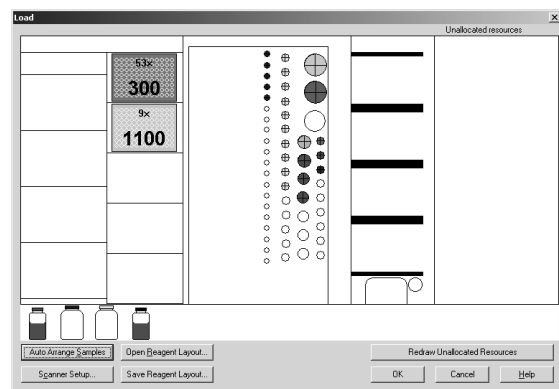 Load
Unallocated resources
53×
300
9×
1100
Auto Arrange Samples
Open Reagent Layout...
Redraw Unallocated Resources
Scanner Setup...
Save Reagent Layout...
OK
Cancel
Help